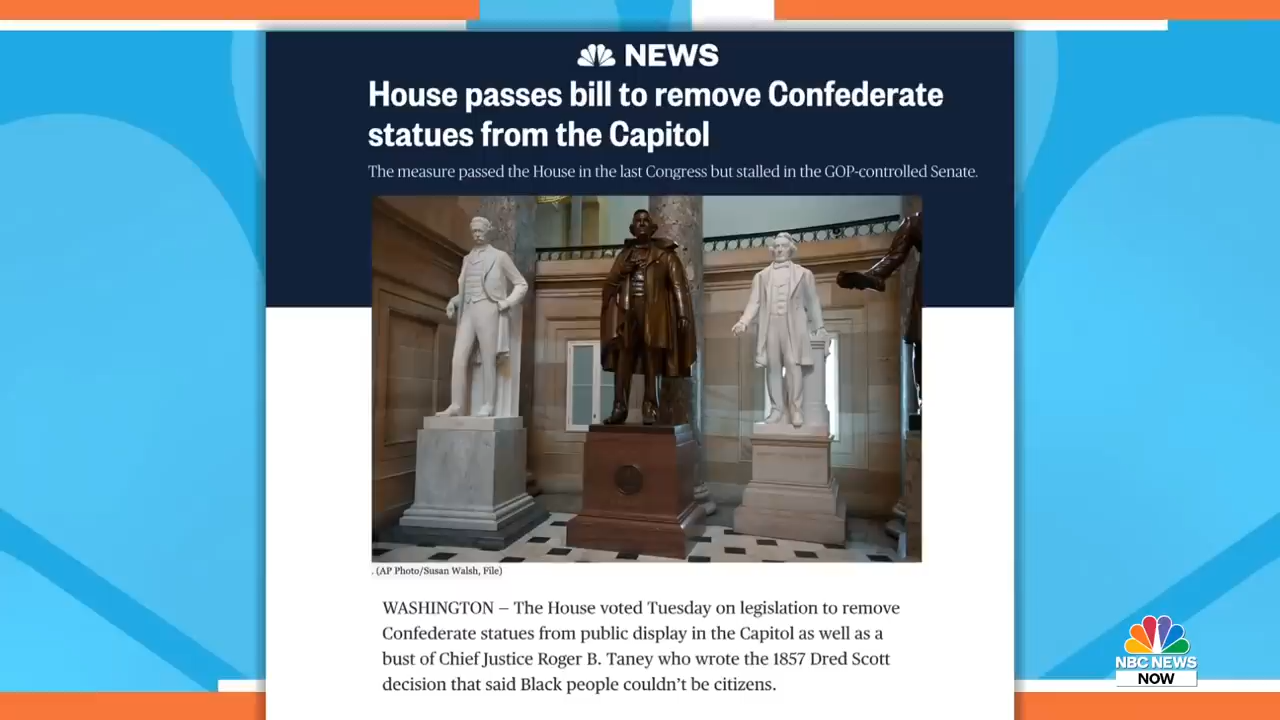 NEWS
House passes bill to remove Confederate
statues from the Capitol
The measure passed the House in the last Congress but stalled in the GOP-controlled Senate.
. (AP Photo/Susan Walsh, File)
WASHINGTON — The House voted Tuesday on legislation to remove
Confederate statues from public display in the Capitol as well as a
bust of Chief Justice Roger B. Taney who wrote the 1857 Dred Scott
decision that said Black people couldn’t be citizens.
NBC NEWS
NOW